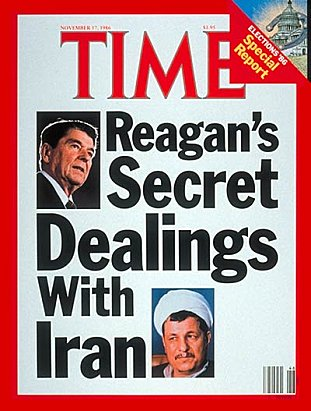 NOVEMBER 17, 1986
$1.95
TIME
ELECTIONS '86
Special
Report
Reagan's
Secret
Dealings
With
Iran